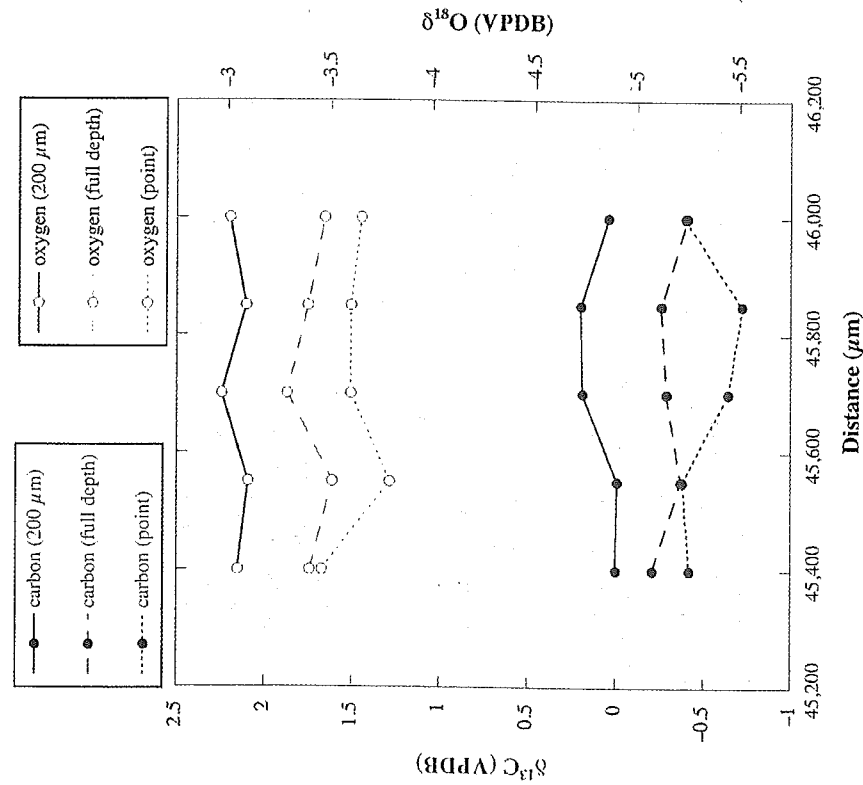 carbon (200 μm)
carbon (full depth)
carbon (point)
oxygen (200 μm)
oxygen (full depth)
oxygen (point)
δ¹³C (VPDB)
2.5
2
1.5
1
0.5
0
-0.5
-1
δ¹⁸O (VPDB)
-3
-3.5
-4
-4.5
-5
-5.5
45,200
45,400
45,600
45,800
46,000
46,200
Distance (μm)